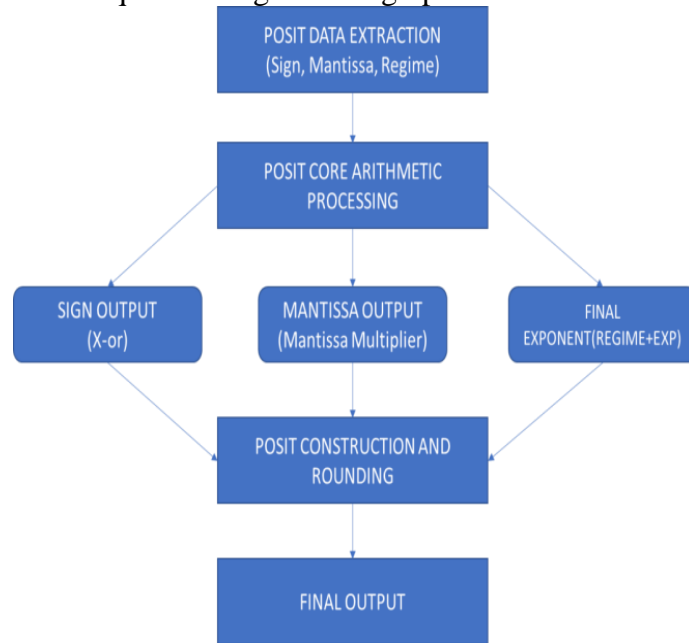 POSIT DATA EXTRACTION
(Sign, Mantissa, Regime)
POSIT CORE ARITHMETIC
PROCESSING
SIGN OUTPUT
(X-or)
MANTISSA OUTPUT
(Mantissa Multiplier)
FINAL
EXPONENT(REGIME+EXP)
POSIT CONSTRUCTION AND
ROUNDING
FINAL OUTPUT